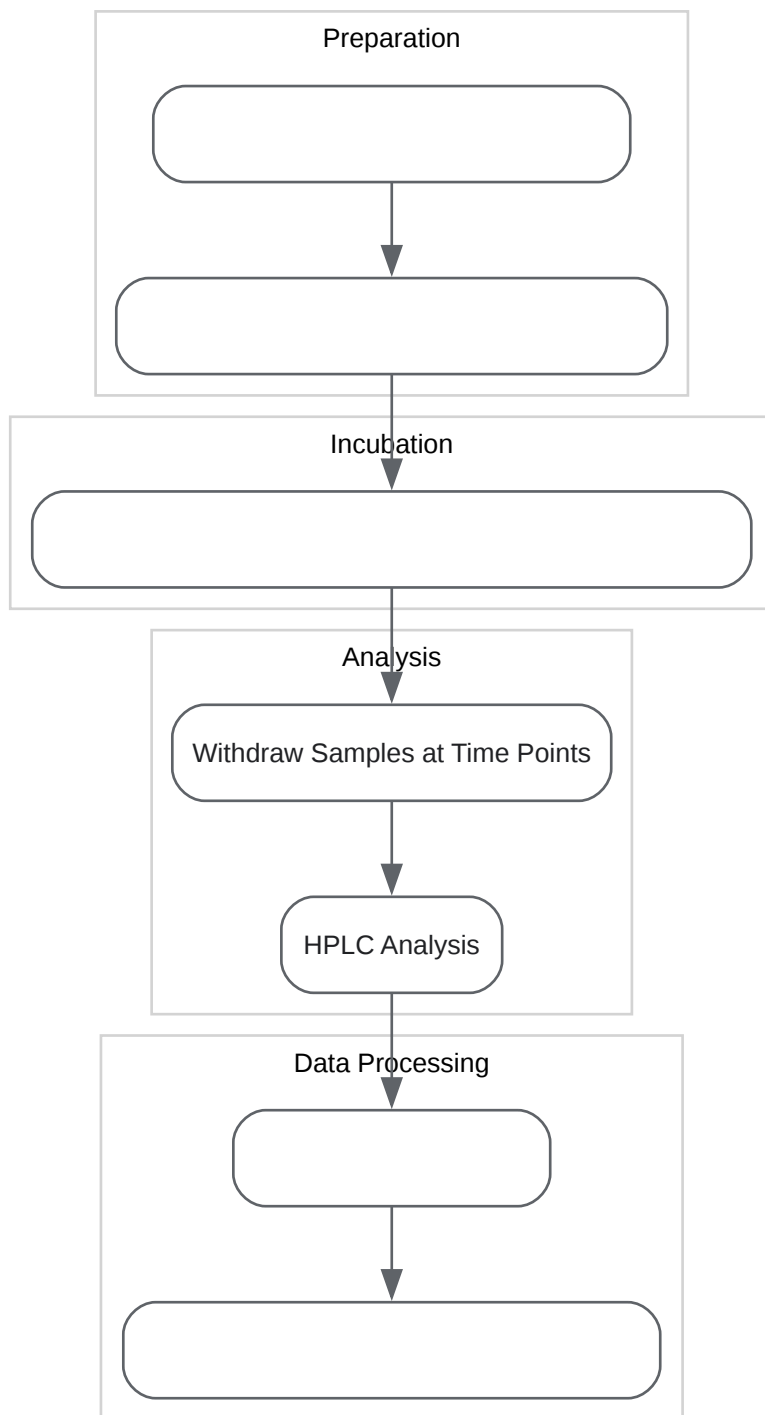 Preparation
Incubation
Analysis
Withdraw Samples at Time Points
HPLC Analysis
Data Processing